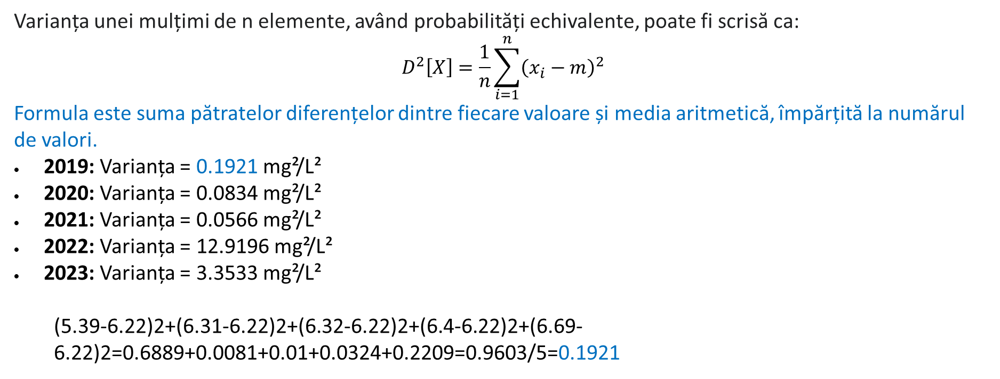 Varianța unei mulțimi de n elemente, având probabilități echivalente, poate fi scrisă ca:
D²[X] = 1/n ∑_{i=1}^{n} (x_i − m)²
Formula este suma pătratelor diferențelor dintre fiecare valoare și media aritmetică, împărțită la numărul
de valori.
• 2019: Varianța = 0.1921 mg²/L²
• 2020: Varianța = 0.0834 mg²/L²
• 2021: Varianța = 0.0566 mg²/L²
• 2022: Varianța = 12.9196 mg²/L²
• 2023: Varianța = 3.3533 mg²/L²
(5.39-6.22)2+(6.31-6.22)2+(6.32-6.22)2+(6.4-6.22)2+(6.69-
6.22)2=0.6889+0.0081+0.01+0.0324+0.2209=0.9603/5=0.1921